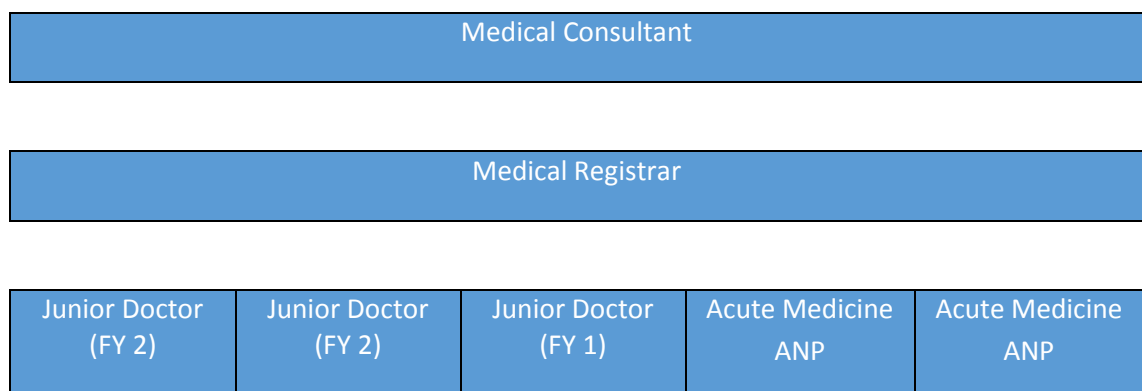 Medical Consultant
Medical Registrar
Junior Doctor
(FY 2)
Junior Doctor
(FY 2)
Junior Doctor
(FY 1)
Acute Medicine
ANP
Acute Medicine
ANP